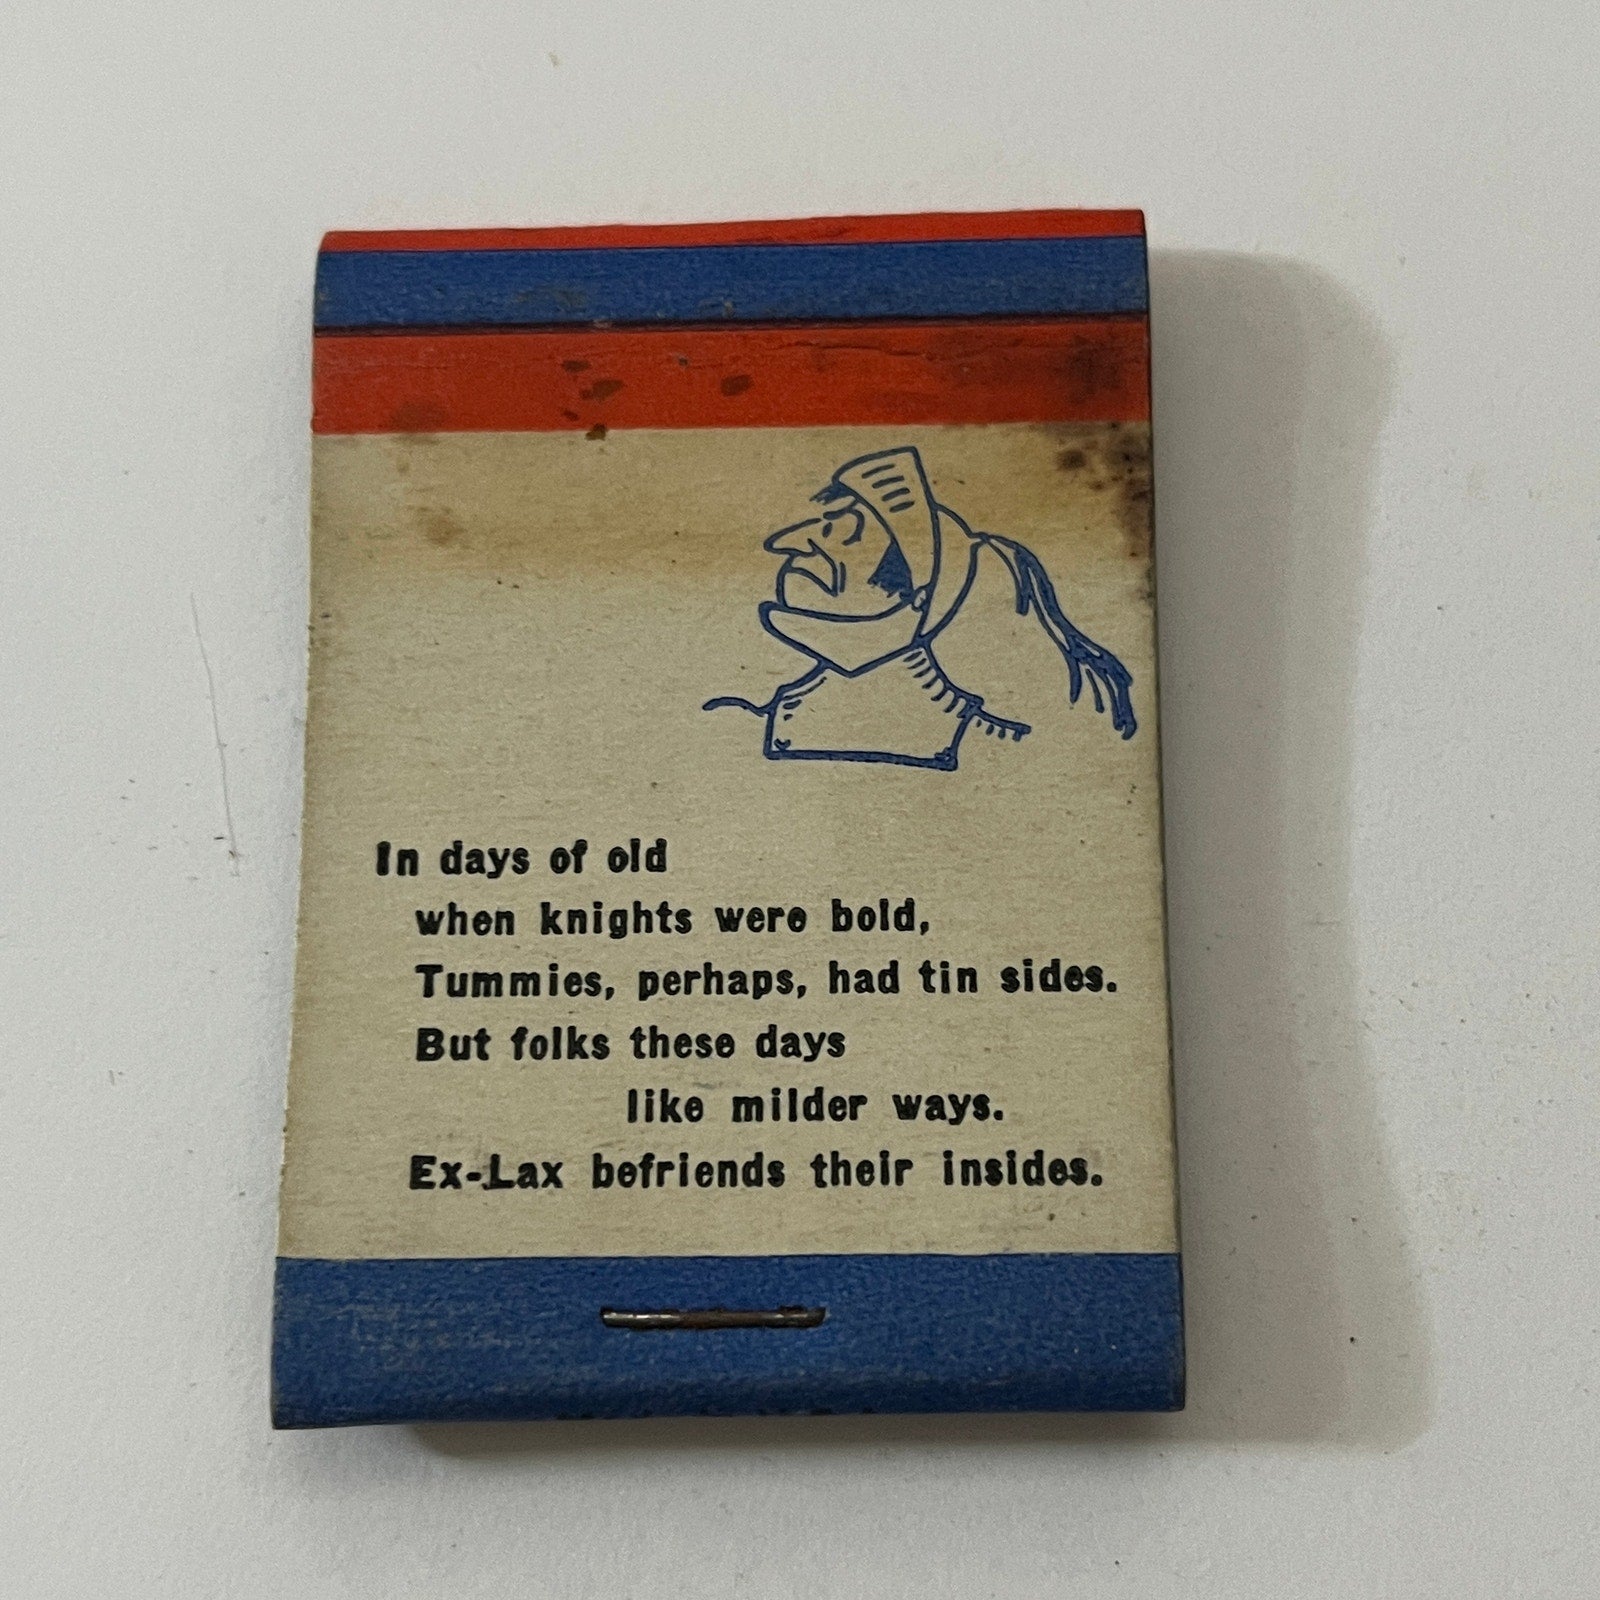 In days of old
when knights were bold,
Tummies, perhaps, had tin sides.
But folks these days
like milder ways.
Ex-Lax befriends their insides.